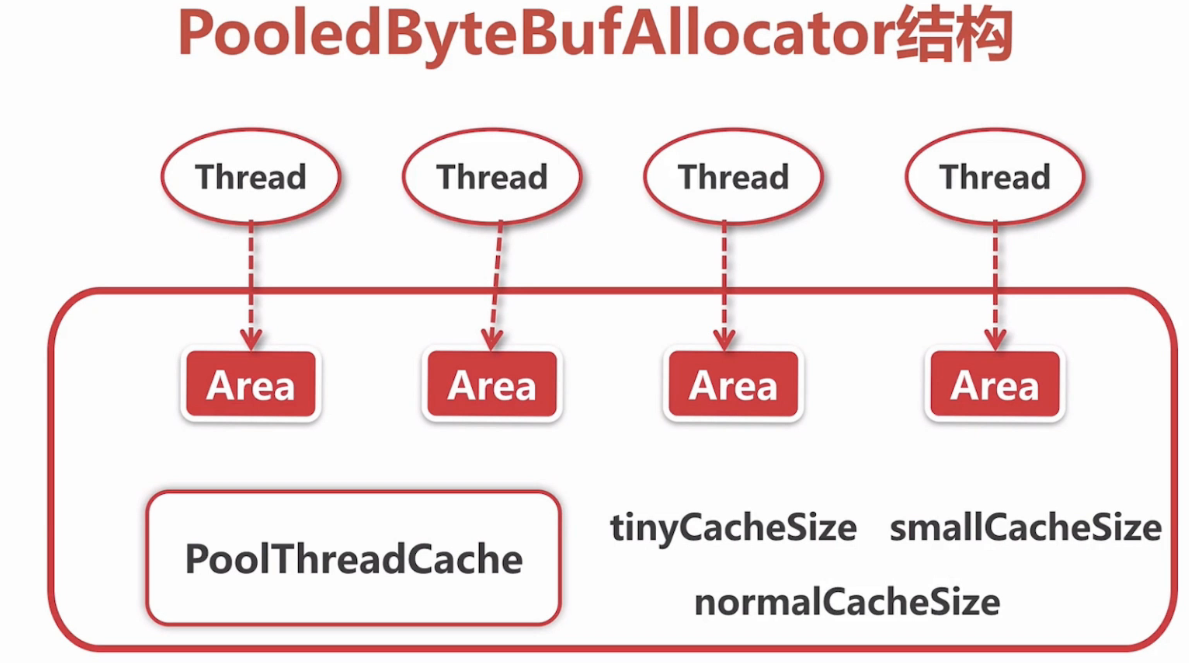 PooledByteBufAllocator结构
Thread Thread Thread Thread
Area Area Area Area
PoolThreadCache
tinyCacheSize smallCacheSize
normalCacheSize